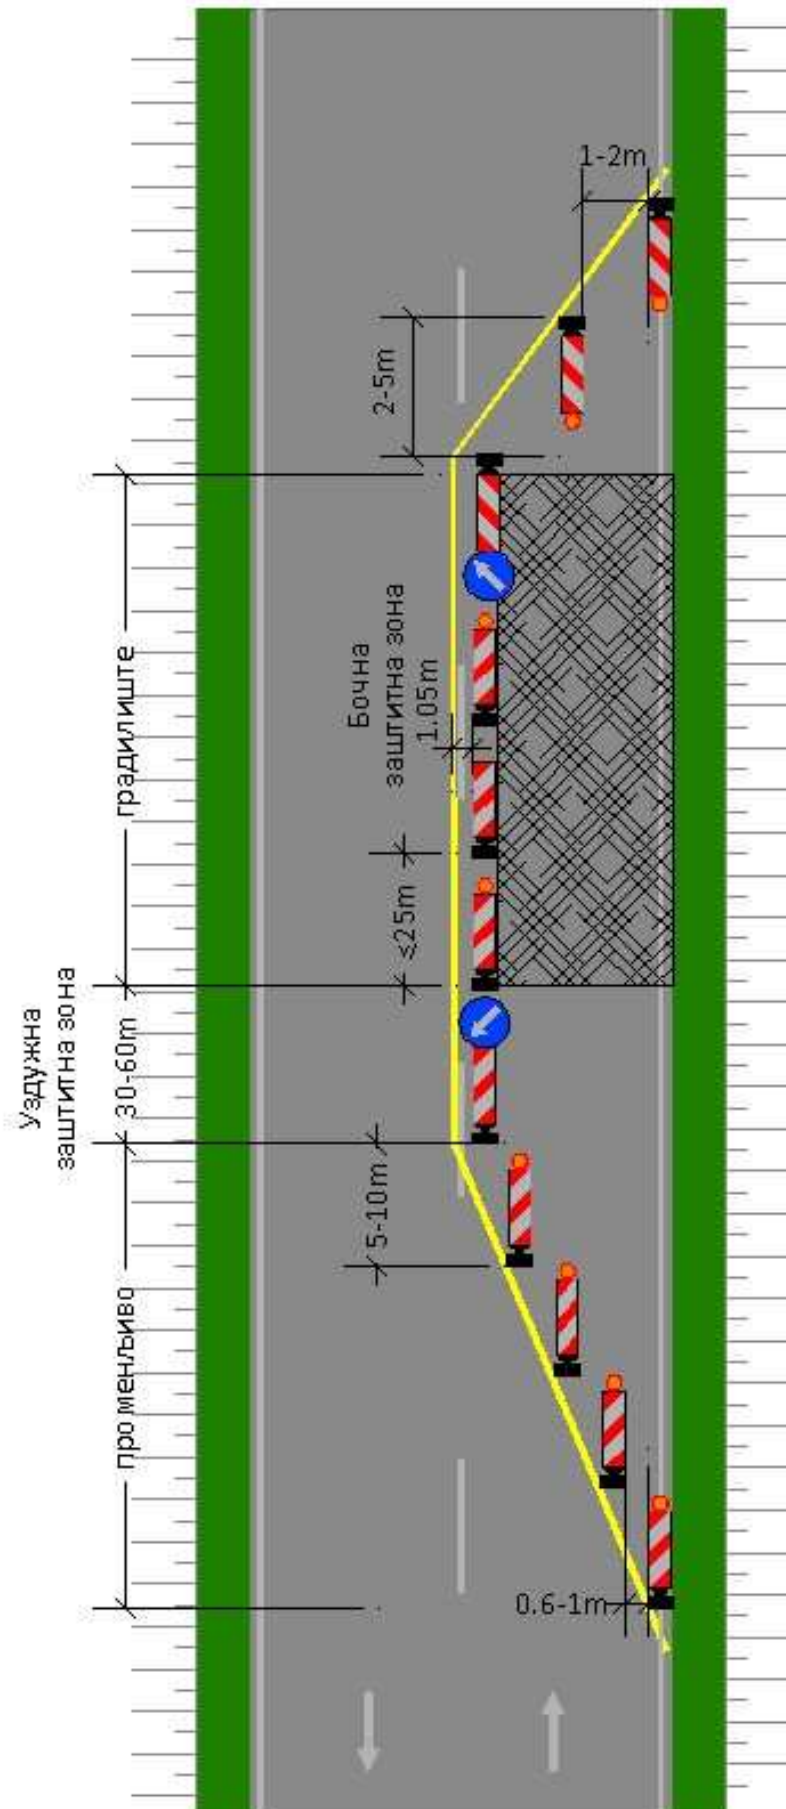 1-2m
2-5m
градилиште
Бочна
заштитна зона
1.05m
≤25m
Уздужна
заштитна зона
30-60m
5-10m
променљиво
0.6-1m